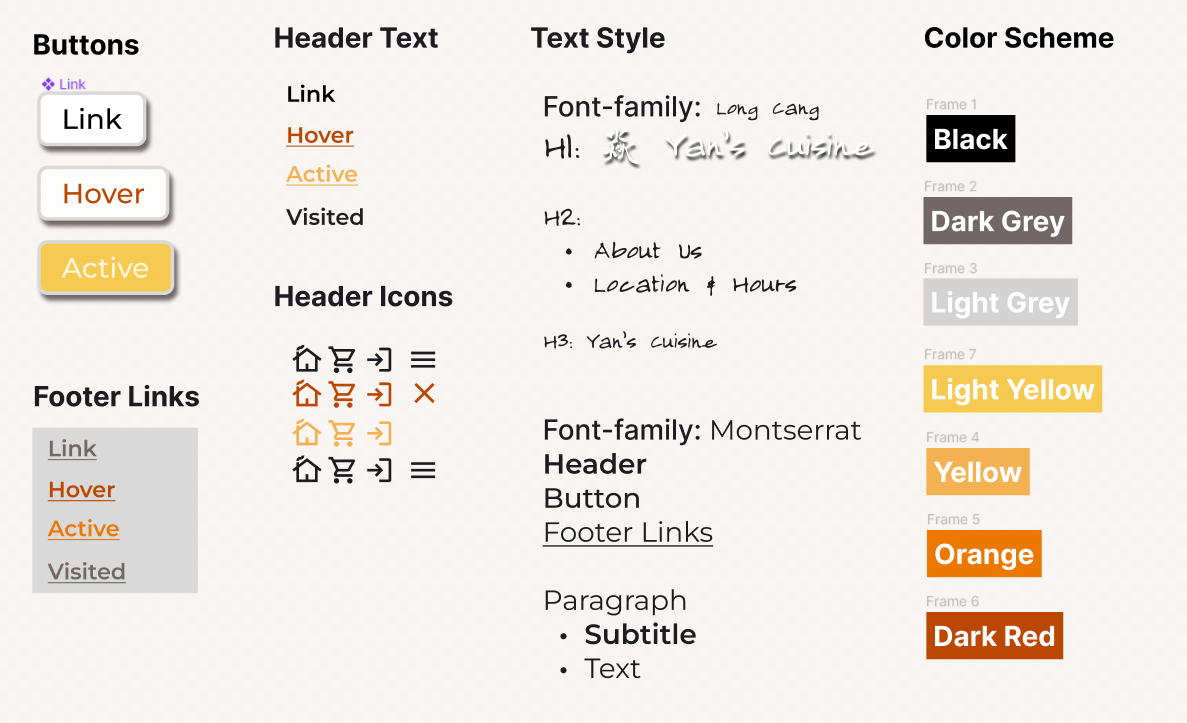 Buttons
Link
Link
Hover
Active
Footer Links
Link
Hover
Active
Visited
Header Text
Link
Hover
Active
Visited
Header Icons
Text Style
Font-family: Long Cang
H1: 焱 Yan's Cuisine
H2:
• About Us
• Location & Hours
H3: Yan's Cuisine
Font-family: Montserrat
Header
Button
Footer Links
Paragraph
• Subtitle
• Text
Color Scheme
Frame 1
Black
Frame 2
Dark Grey
Frame 3
Light Grey
Frame 7
Light Yellow
Frame 4
Yellow
Frame 5
Orange
Frame 6
Dark Red